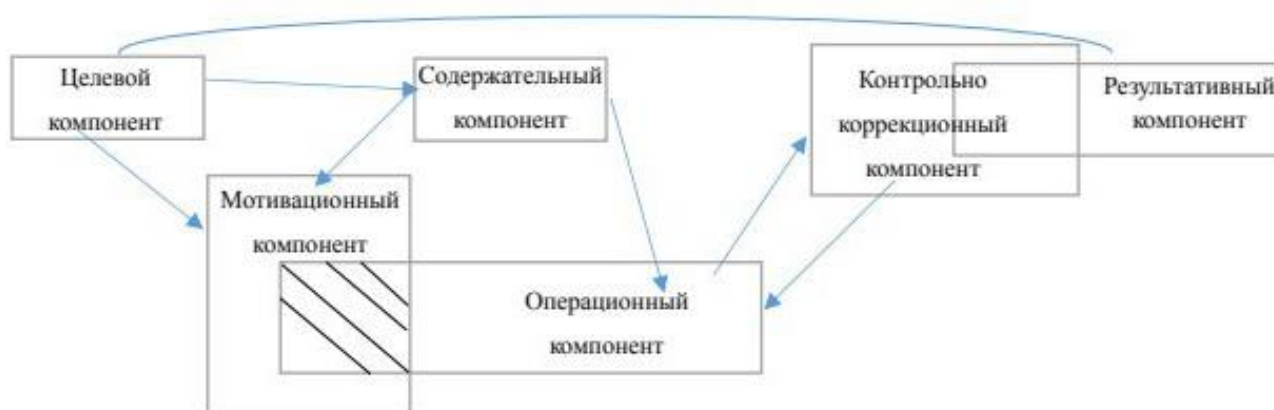 Целевой
компонент
Содержательный
компонент
Контрольно
коррекционный
компонент
Результативный
компонент
Мотивационный
компонент
Операционный
компонент